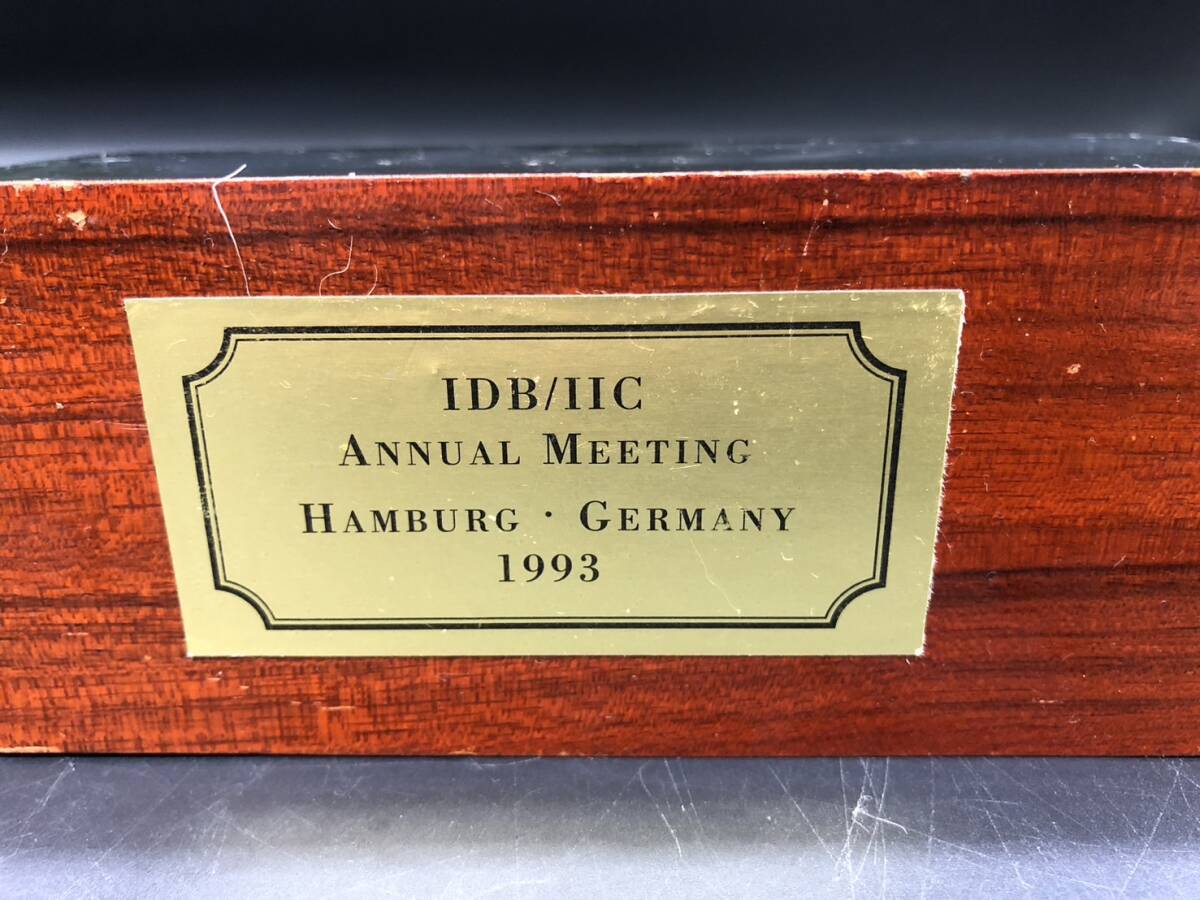 IDB/IIC
ANNUAL MEETING
HAMBURG · GERMANY
1993